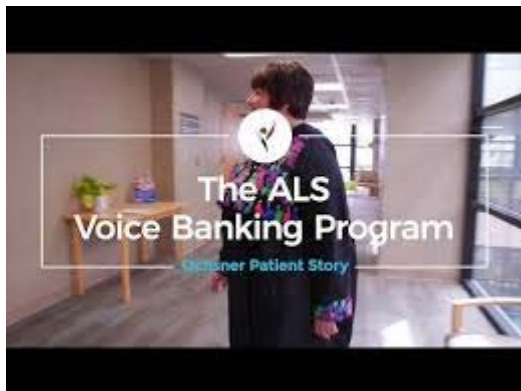 The ALS
Voice Banking Program
Ochsner Patient Story